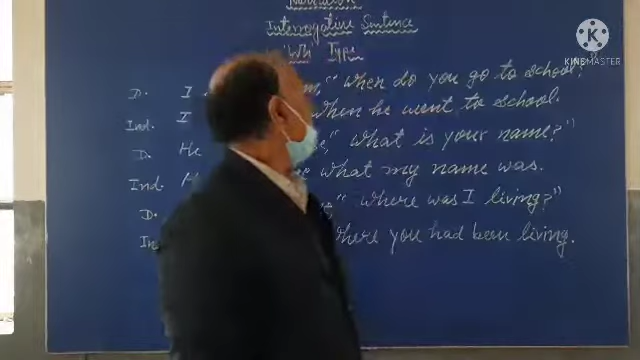 Narration
Interrogative Sentence
'Wh' Type
D. I "When do you go to school?"
Ind. I when he went to school.
D. He "What is your name?"
Ind. what my name was.
D. "Where was I living?"
where you had been living.
KINEMASTER